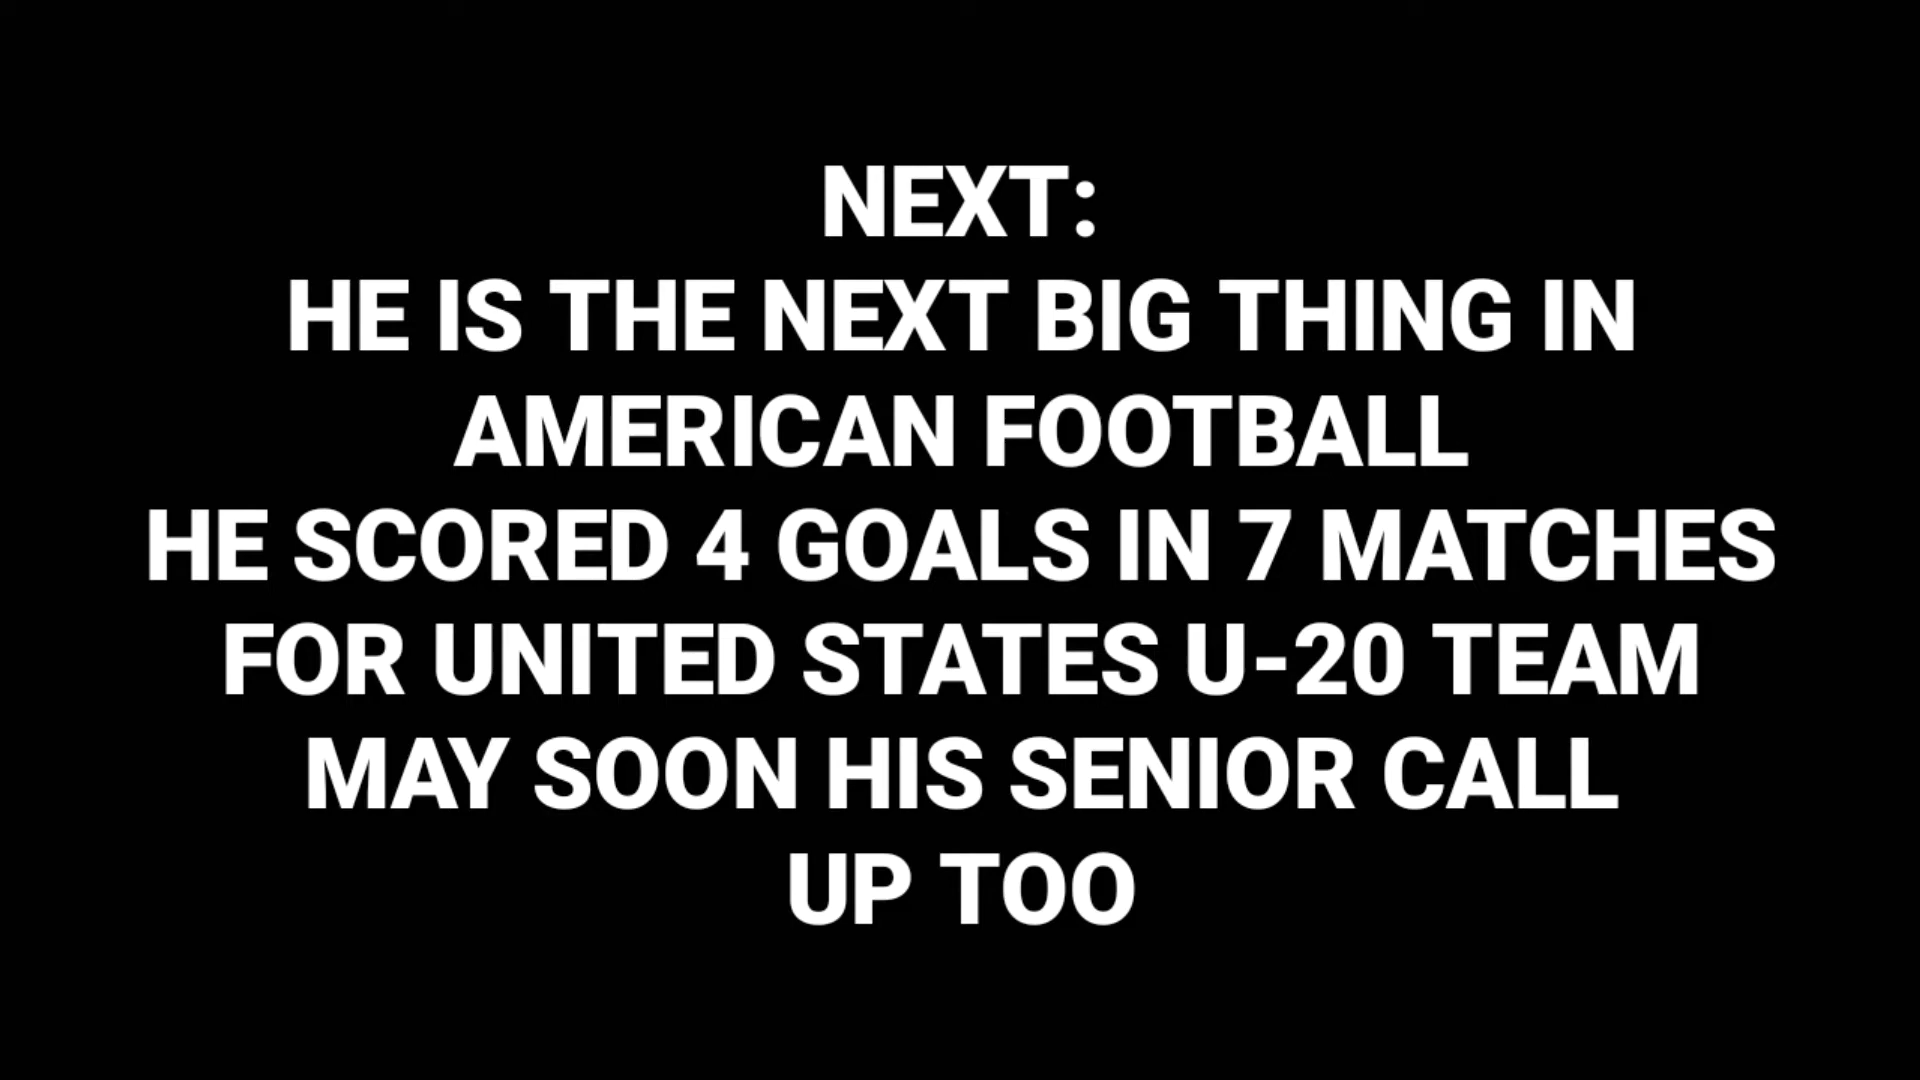 NEXT:
HE IS THE NEXT BIG THING IN
AMERICAN FOOTBALL
HE SCORED 4 GOALS IN 7 MATCHES
FOR UNITED STATES U-20 TEAM
MAY SOON HIS SENIOR CALL
UP TOO